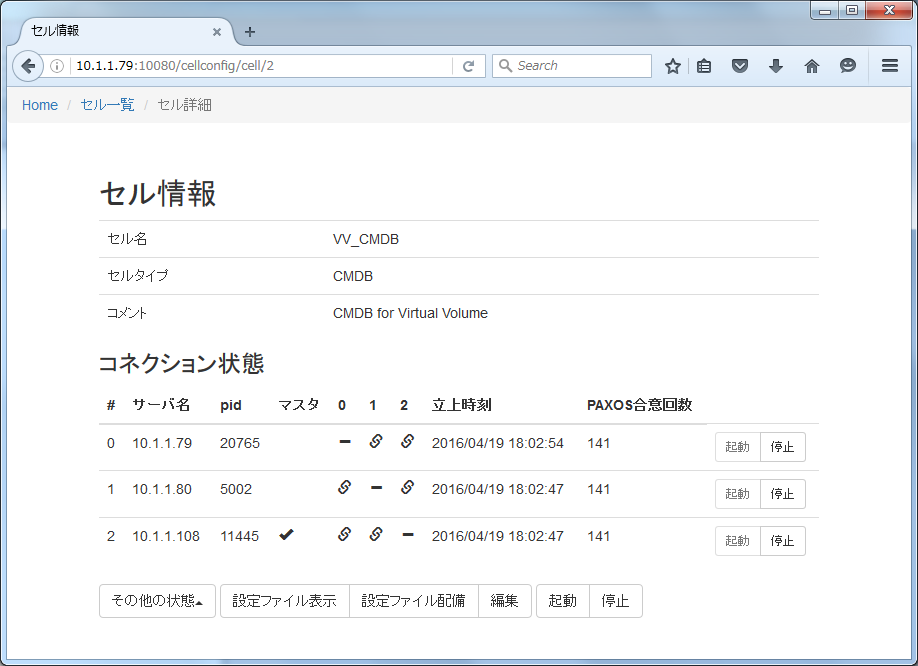 セル情報
10.1.1.79:10080/cellconfig/cell/2
Search
Home / セル一覧 / セル詳細
セル情報
セル名 VV_CMDB
セルタイプ CMDB
コメント CMDB for Virtual Volume
コネクション状態
# サーバ名 pid マスタ 0 1 2 立上時刻 PAXOS合意回数
0 10.1.1.79 20765 2016/04/19 18:02:54 141 起動 停止
1 10.1.1.80 5002 2016/04/19 18:02:47 141 起動 停止
2 10.1.1.108 11445 2016/04/19 18:02:47 141 起動 停止
その他の状態 設定ファイル表示 設定ファイル配備 編集 起動 停止